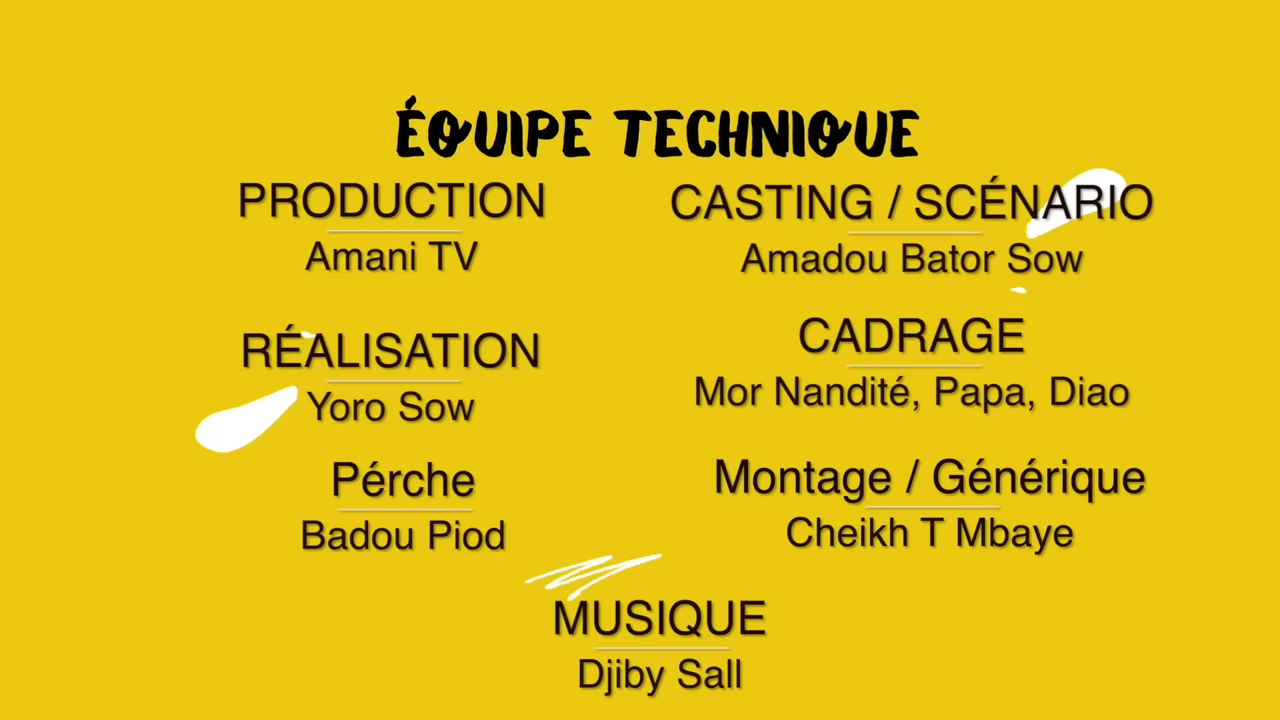 ÉQUIPE TECHNIQUE
PRODUCTION
Amani TV
CASTING / SCÉNARIO
Amadou Bator Sow
RÉALISATION
Yoro Sow
CADRAGE
Mor Nandité, Papa, Diao
Pérche
Badou Piod
Montage / Générique
Cheikh T Mbaye
MUSIQUE
Djiby Sall